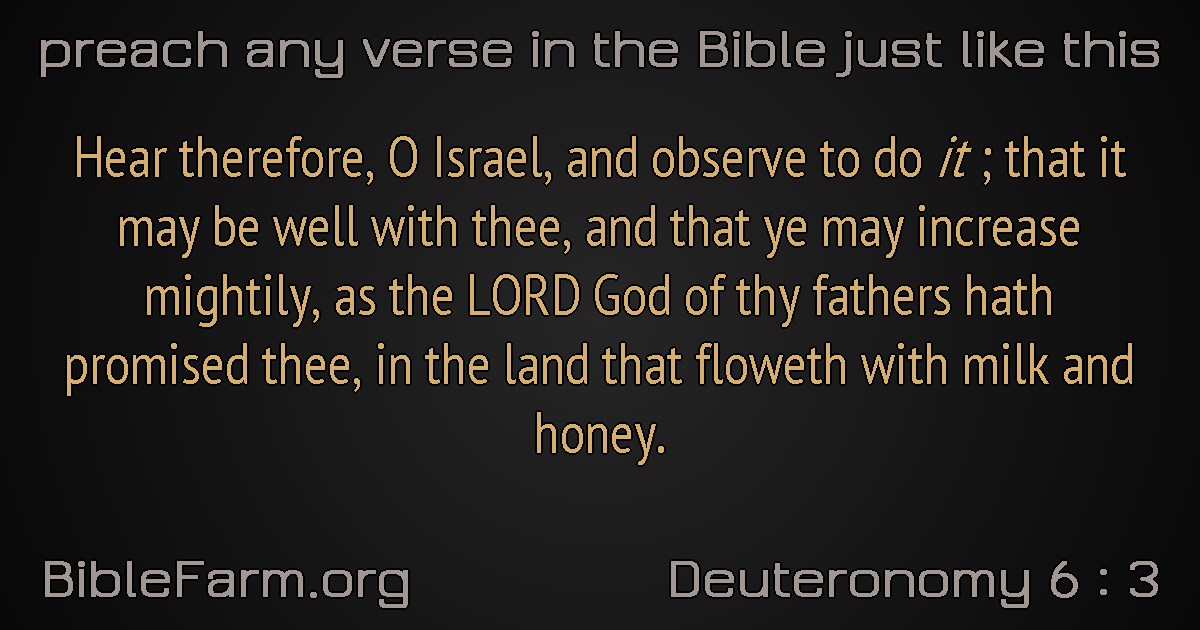 preach any verse in the Bible just like this
Hear therefore, O Israel, and observe to do it ; that it
may be well with thee, and that ye may increase
mightily, as the LORD God of thy fathers hath
promised thee, in the land that floweth with milk and
honey.
BibleFarm.org
Deuteronomy 6 : 3